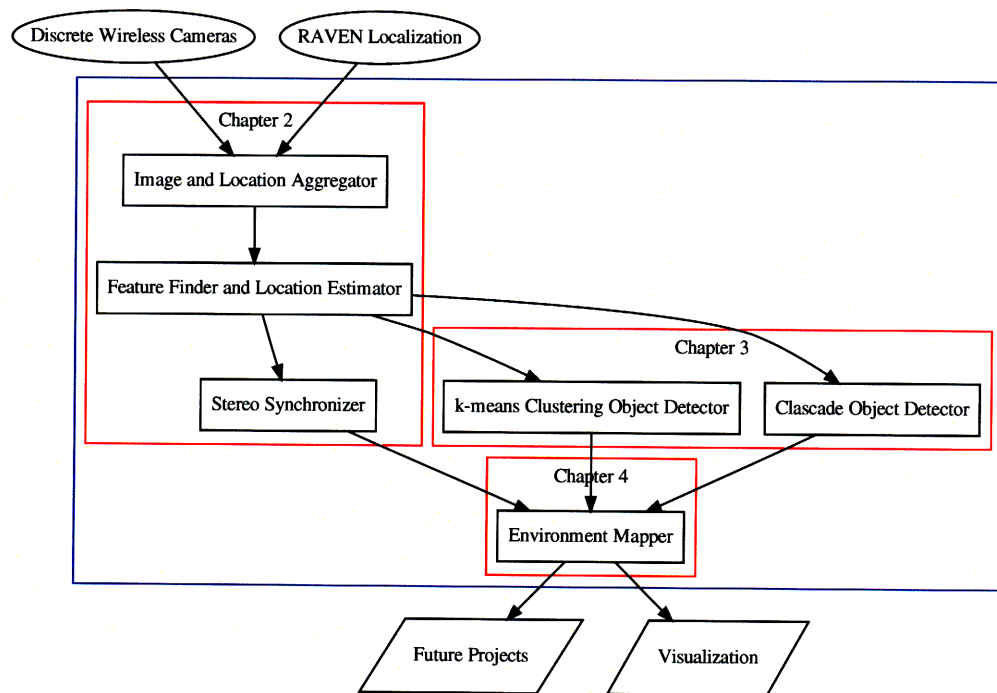 Discrete Wireless Cameras
RAVEN Localization
Chapter 2
Image and Location Aggregator
Feature Finder and Location Estimator
Chapter 3
Stereo Synchronizer
k-means Clustering Object Detector
Clascade Object Detector
Chapter 4
Environment Mapper
Future Projects
Visualization